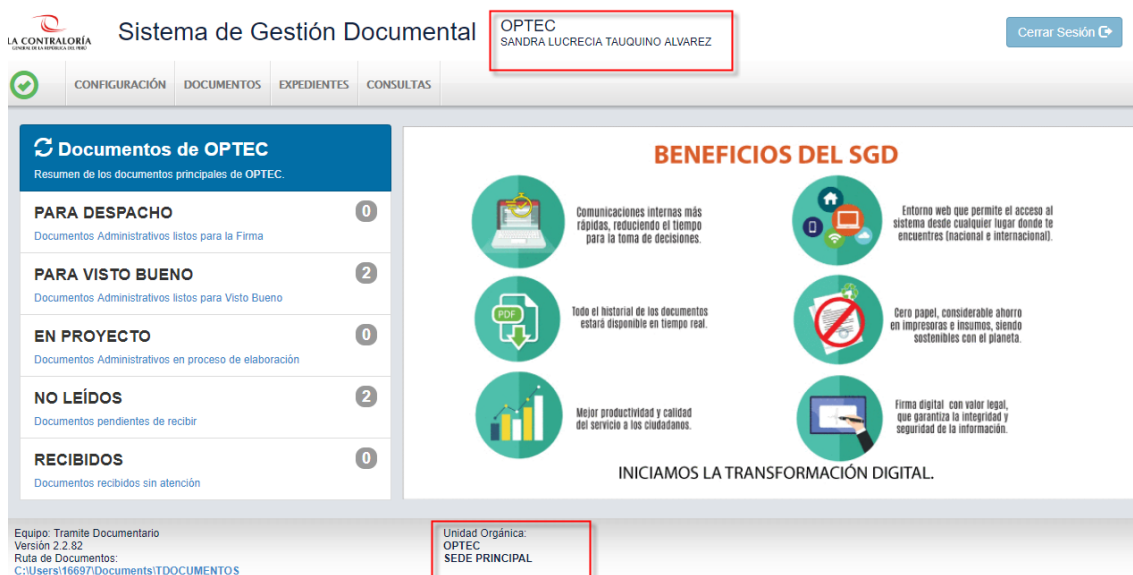 LA CONTRALORÍA
GENERAL DE LA REPÚBLICA DEL PERÚ
Sistema de Gestión Documental
OPTEC
SANDRA LUCRECIA TAUQUINO ALVAREZ
Cerrar Sesión
CONFIGURACIÓN DOCUMENTOS EXPEDIENTES CONSULTAS
Documentos de OPTEC
Resumen de los documentos principales de OPTEC.
PARA DESPACHO 0
Documentos Administrativos listos para la Firma
PARA VISTO BUENO 2
Documentos Administrativos listos para Visto Bueno
EN PROYECTO 0
Documentos Administrativos en proceso de elaboración
NO LEÍDOS 2
Documentos pendientes de recibir
RECIBIDOS 0
Documentos recibidos sin atención
BENEFICIOS DEL SGD
Comunicaciones internas más
rápidas, reduciendo el tiempo
para la toma de decisiones.
Entorno web que permite el acceso al
sistema desde cualquier lugar donde te
encuentres (nacional e internacional).
PDF
Todo el historial de los documentos
estará disponible en tiempo real.
Cero papel, considerable ahorro
en impresoras e insumos, siendo
sostenibles con el planeta.
Mejor productividad y calidad
del servicio a los ciudadanos.
Firma digital con valor legal,
que garantiza la integridad y
seguridad de la información.
INICIAMOS LA TRANSFORMACIÓN DIGITAL.
Equipo: Tramite Documentario
Versión 2.2.82
Ruta de Documentos:
C:\Users\16697\Documents\TDOCUMENTOS
Unidad Orgánica:
OPTEC
SEDE PRINCIPAL